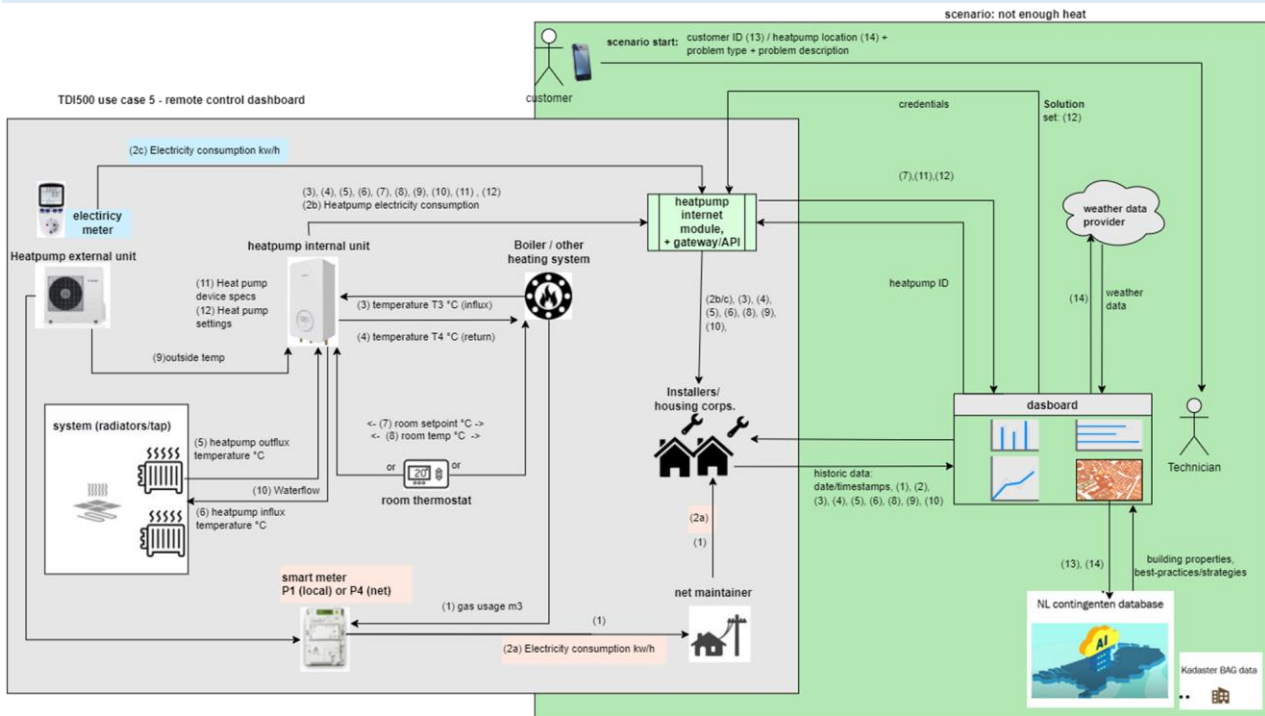 scenario: not enough heat
scenario start:
customer ID (13) / heatpump location (14) +
problem type + problem description
customer
TDI500 use case 5 - remote control dashboard
credentials
Solution
set: (12)
(2c) Electricity consumption kw/h
(7),(11),(12)
(3), (4), (5), (6), (7), (8), (9), (10), (11) , (12)
(2b) Heatpump electricity consumption
electiricy
meter
heatpump
internet
module,
+ gateway/API
weather data
provider
heatpump internal unit
Boiler / other
heating system
Heatpump external unit
(11) Heat pump
device specs
(12) Heat pump
settings
(3) temperature T3 °C (influx)
(4) temperature T4 °C (return)
heatpump ID
(14)
weather
data
(2b/c), (3), (4),
(5), (6), (8), (9),
(10),
(9)outside temp
Installers/
housing corps.
dasboard
system (radiators/tap)
(5) heatpump outflux
temperature °C
<- (7) room setpoint °C ->
<- (8) room temp °C ->
or
20°
or
room thermostat
Technician
historic data:
date/timestamps, (1), (2),
(3), (4), (5), (6), (8), (9), (10)
(10) Waterflow
(6) heatpump influx
temperature °C
(2a)
(1)
(13), (14)
building properties,
best-practices/strategies
smart meter
P1 (local) or P4 (net)
net maintainer
(1) gas usage m3
(1)
(2a) Electricity consumption kw/h
NL contingenten database
AI
Kadaster BAG data